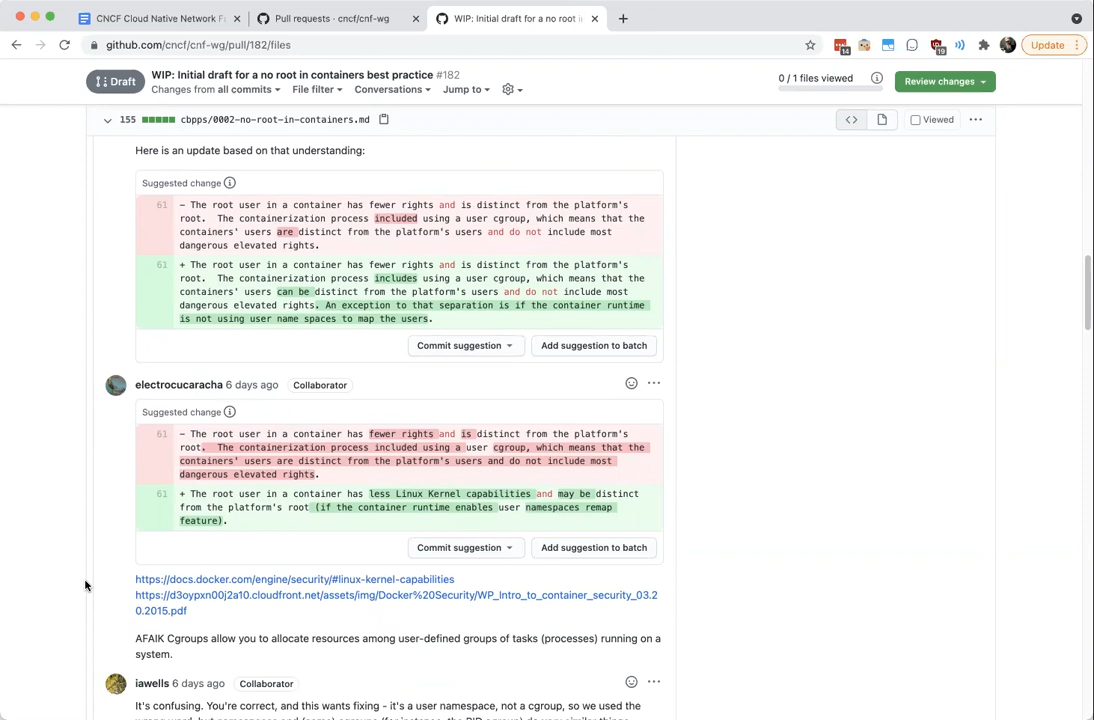 CNCF Cloud Native Network F
Pull requests · cncf/cnf-wg
WIP: Initial draft for a no root i
github.com/cncf/cnf-wg/pull/182/files
14
19
Update
Draft
WIP: Initial draft for a no root in containers best practice #182
Changes from all commits
File filter
Conversations
Jump to
0 / 1 files viewed
Review changes
155
cbpps/0002-no-root-in-containers.md
Viewed
Here is an update based on that understanding:
Suggested change
61 - The root user in a container has fewer rights and is distinct from the platform's
root. The containerization process included using a user cgroup, which means that the
containers' users are distinct from the platform's users and do not include most
dangerous elevated rights.
61 + The root user in a container has fewer rights and is distinct from the platform's
root. The containerization process includes using a user cgroup, which means that the
containers' users can be distinct from the platform's users and do not include most
dangerous elevated rights. An exception to that separation is if the container runtime
is not using user name spaces to map the users.
Commit suggestion
Add suggestion to batch
electrocucaracha 6 days ago
Collaborator
Suggested change
61 - The root user in a container has fewer rights and is distinct from the platform's
root. The containerization process included using a user cgroup, which means that the
containers' users are distinct from the platform's users and do not include most
dangerous elevated rights.
61 + The root user in a container has less Linux Kernel capabilities and may be distinct
from the platform's root (if the container runtime enables user namespaces remap
feature).
Commit suggestion
Add suggestion to batch
https://docs.docker.com/engine/security/#linux-kernel-capabilities
https://d3oypxn00j2a10.cloudfront.net/assets/img/Docker%20Security/WP_Intro_to_container_security_03.2
0.2015.pdf
AFAIK Cgroups allow you to allocate resources among user-defined groups of tasks (processes) running on a
system.
iawells 6 days ago
Collaborator
It's confusing. You're correct, and this wants fixing - it's a user namespace, not a cgroup, so we used the